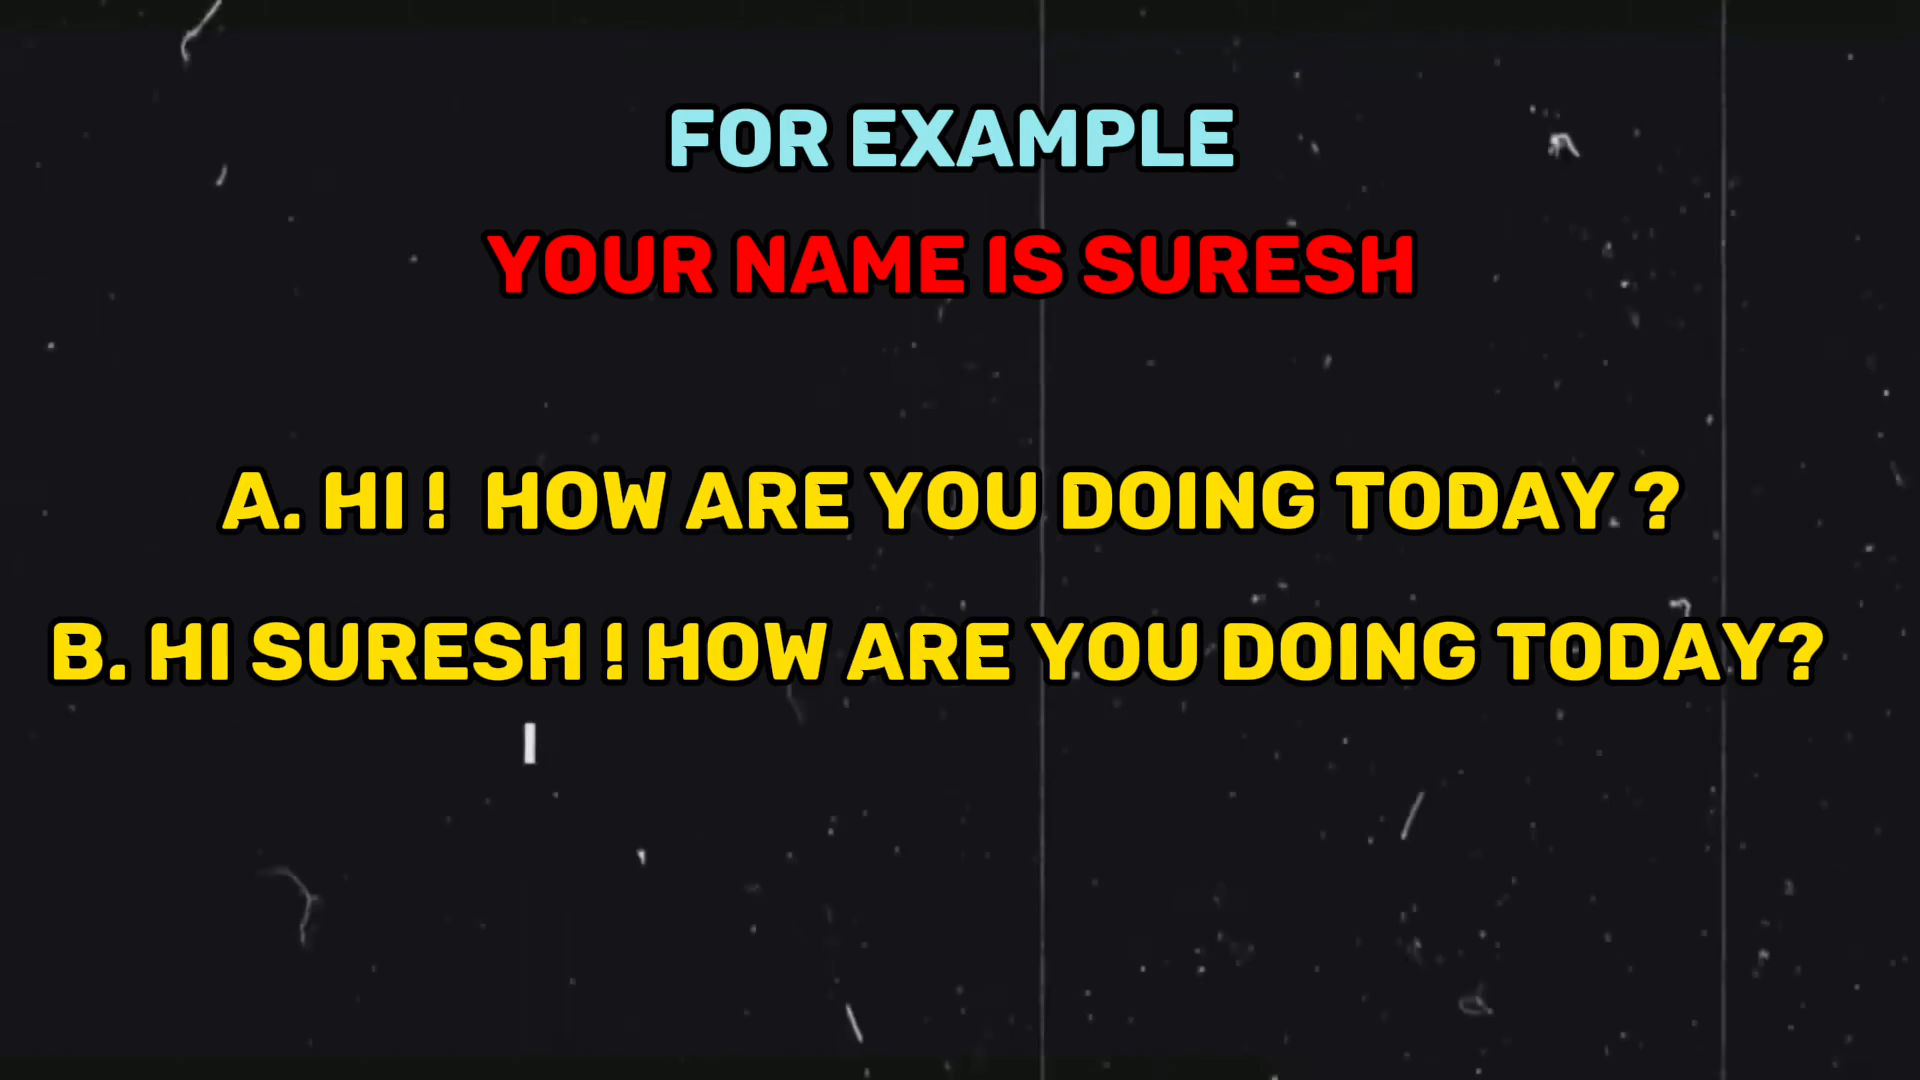 FOR EXAMPLE
YOUR NAME IS SURESH
A. HI !  HOW ARE YOU DOING TODAY ?
B. HI SURESH ! HOW ARE YOU DOING TODAY?